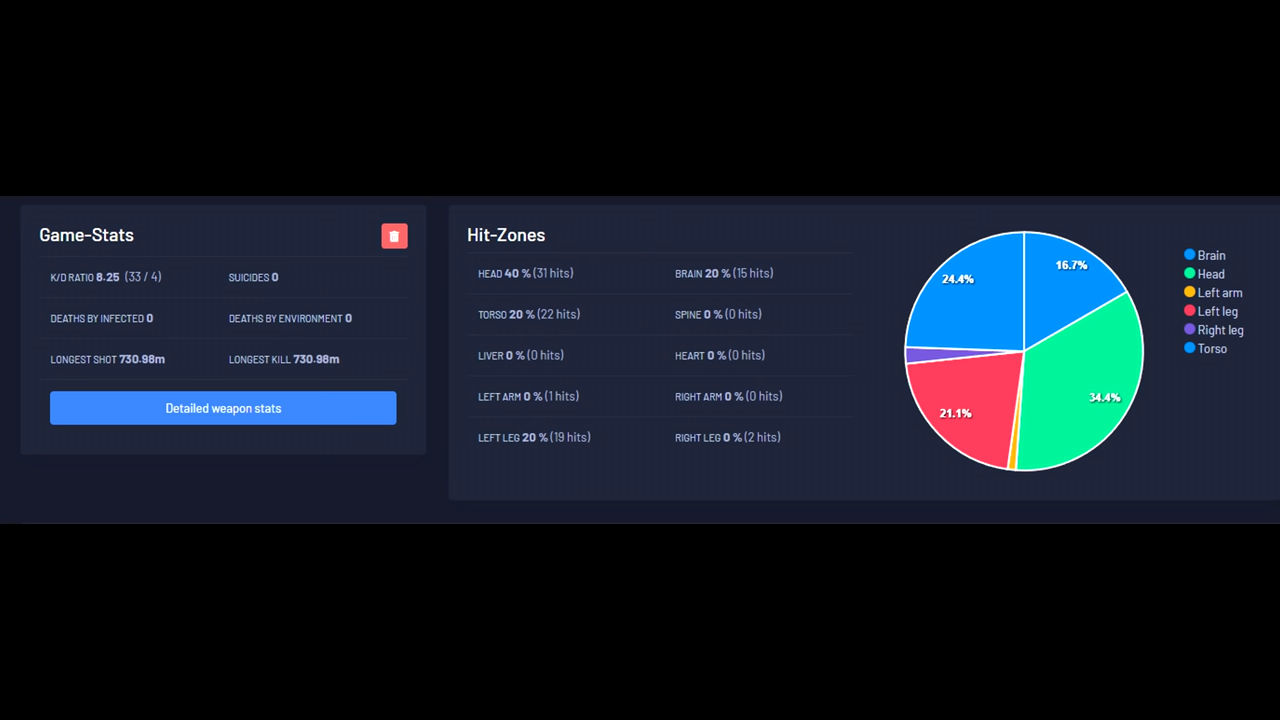 Game-Stats
K/D RATIO 8.25 (33 / 4)
SUICIDES 0
DEATHS BY INFECTED 0
DEATHS BY ENVIRONMENT 0
LONGEST SHOT 730.98m
LONGEST KILL 730.98m
Detailed weapon stats
Hit-Zones
HEAD 40 % (31 hits)
BRAIN 20 % (15 hits)
TORSO 20 % (22 hits)
SPINE 0 % (0 hits)
LIVER 0 % (0 hits)
HEART 0 % (0 hits)
LEFT ARM 0 % (1 hits)
RIGHT ARM 0 % (0 hits)
LEFT LEG 20 % (19 hits)
RIGHT LEG 0 % (2 hits)
24.4%
16.7%
34.4%
21.1%
Brain
Head
Left arm
Left leg
Right leg
Torso